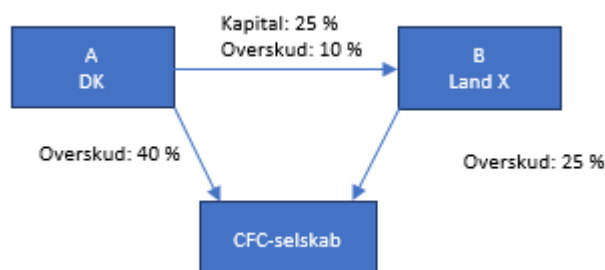 Kapital: 25 %
Overskud: 10 %
A
DK
B
Land X
Overskud: 40 %
Overskud: 25 %
CFC-selskab